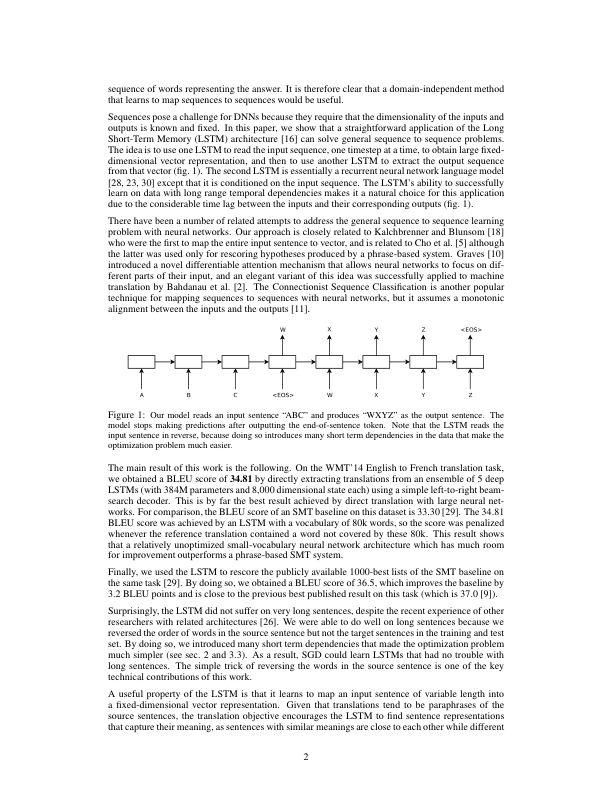 sequence of words representing the answer. It is therefore clear that a domain-independent method
that learns to map sequences to sequences would be useful.
Sequences pose a challenge for DNNs because they require that the dimensionality of the inputs and
outputs is known and fixed. In this paper, we show that a straightforward application of the Long
Short-Term Memory (LSTM) architecture [16] can solve general sequence to sequence problems.
The idea is to use one LSTM to read the input sequence, one timestep at a time, to obtain large fixed-
dimensional vector representation, and then to use another LSTM to extract the output sequence
from that vector (fig. 1). The second LSTM is essentially a recurrent neural network language model
[28, 23, 30] except that it is conditioned on the input sequence. The LSTM's ability to successfully
learn on data with long range temporal dependencies makes it a natural choice for this application
due to the considerable time lag between the inputs and their corresponding outputs (fig. 1).
There have been a number of related attempts to address the general sequence to sequence learning
problem with neural networks. Our approach is closely related to Kalchbrenner and Blunsom [18]
who were the first to map the entire input sentence to vector, and is related to Cho et al. [5] although
the latter was used only for rescoring hypotheses produced by a phrase-based system. Graves [10]
introduced a novel differentiable attention mechanism that allows neural networks to focus on dif-
ferent parts of their input, and an elegant variant of this idea was successfully applied to machine
translation by Bahdanau et al. [2]. The Connectionist Sequence Classification is another popular
technique for mapping sequences to sequences with neural networks, but it assumes a monotonic
alignment between the inputs and the outputs [11].
W X Y Z <EOS>
A B C <EOS> W X Y Z
Figure 1: Our model reads an input sentence "ABC" and produces "WXYZ" as the output sentence. The
model stops making predictions after outputting the end-of-sentence token. Note that the LSTM reads the
input sentence in reverse, because doing so introduces many short term dependencies in the data that make the
optimization problem much easier.
The main result of this work is the following. On the WMT'14 English to French translation task,
we obtained a BLEU score of 34.81 by directly extracting translations from an ensemble of 5 deep
LSTMs (with 384M parameters and 8,000 dimensional state each) using a simple left-to-right beam-
search decoder. This is by far the best result achieved by direct translation with large neural net-
works. For comparison, the BLEU score of an SMT baseline on this dataset is 33.30 [29]. The 34.81
BLEU score was achieved by an LSTM with a vocabulary of 80k words, so the score was penalized
whenever the reference translation contained a word not covered by these 80k. This result shows
that a relatively unoptimized small-vocabulary neural network architecture which has much room
for improvement outperforms a phrase-based SMT system.
Finally, we used the LSTM to rescore the publicly available 1000-best lists of the SMT baseline on
the same task [29]. By doing so, we obtained a BLEU score of 36.5, which improves the baseline by
3.2 BLEU points and is close to the previous best published result on this task (which is 37.0 [9]).
Surprisingly, the LSTM did not suffer on very long sentences, despite the recent experience of other
researchers with related architectures [26]. We were able to do well on long sentences because we
reversed the order of words in the source sentence but not the target sentences in the training and test
set. By doing so, we introduced many short term dependencies that made the optimization problem
much simpler (see sec. 2 and 3.3). As a result, SGD could learn LSTMs that had no trouble with
long sentences. The simple trick of reversing the words in the source sentence is one of the key
technical contributions of this work.
A useful property of the LSTM is that it learns to map an input sentence of variable length into
a fixed-dimensional vector representation. Given that translations tend to be paraphrases of the
source sentences, the translation objective encourages the LSTM to find sentence representations
that capture their meaning, as sentences with similar meanings are close to each other while different
2